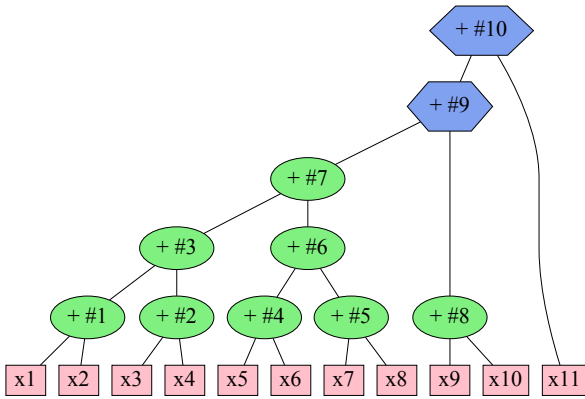 + #10
+ #9
+ #7
+ #3 + #6
+ #1 + #2 + #4 + #5 + #8
x1 x2 x3 x4 x5 x6 x7 x8 x9 x10 x11